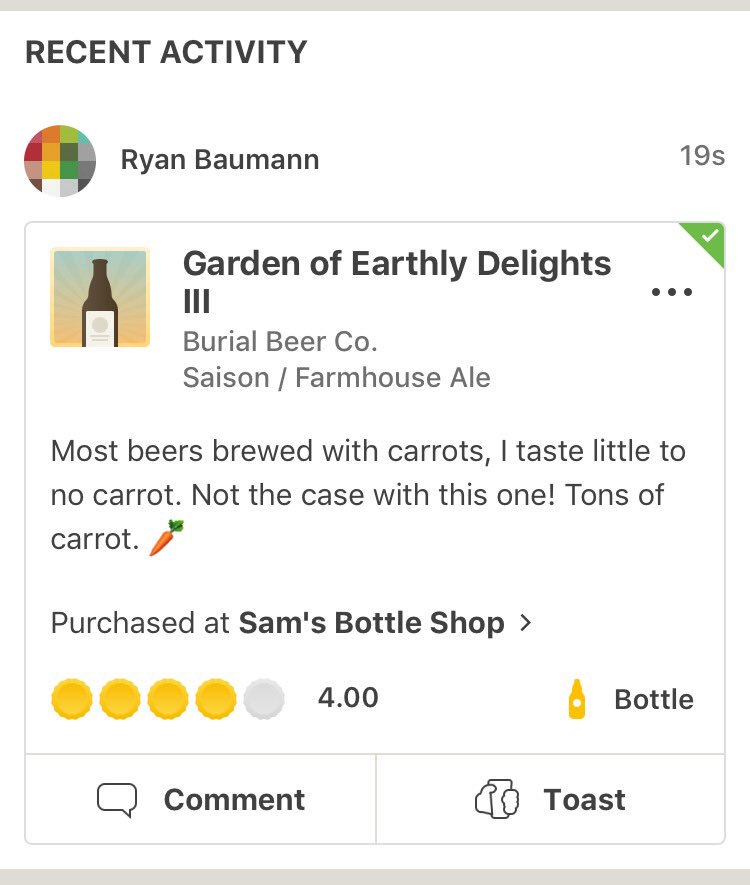 RECENT ACTIVITY
Ryan Baumann
19s
Garden of Earthly Delights
III
Burial Beer Co.
Saison / Farmhouse Ale
Most beers brewed with carrots, I taste little to
no carrot. Not the case with this one! Tons of
carrot. 🥕
Purchased at Sam's Bottle Shop >
4.00
Bottle
Comment
Toast